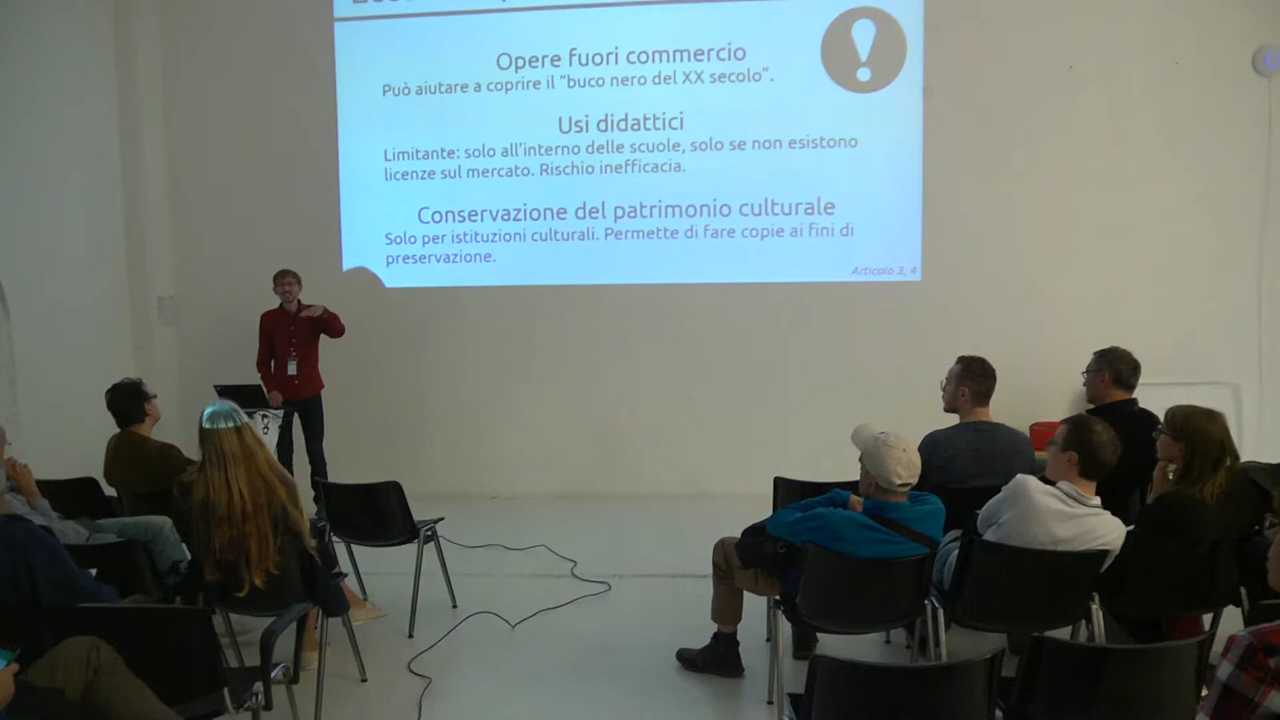 Opere fuori commercio
Può aiutare a coprire il "buco nero del XX secolo".
Usi didattici
Limitante: solo all'interno delle scuole, solo se non esistono
licenze sul mercato. Rischio inefficacia.
Conservazione del patrimonio culturale
Solo per istituzioni culturali. Permette di fare copie ai fini di
preservazione.
Articolo 3, 4